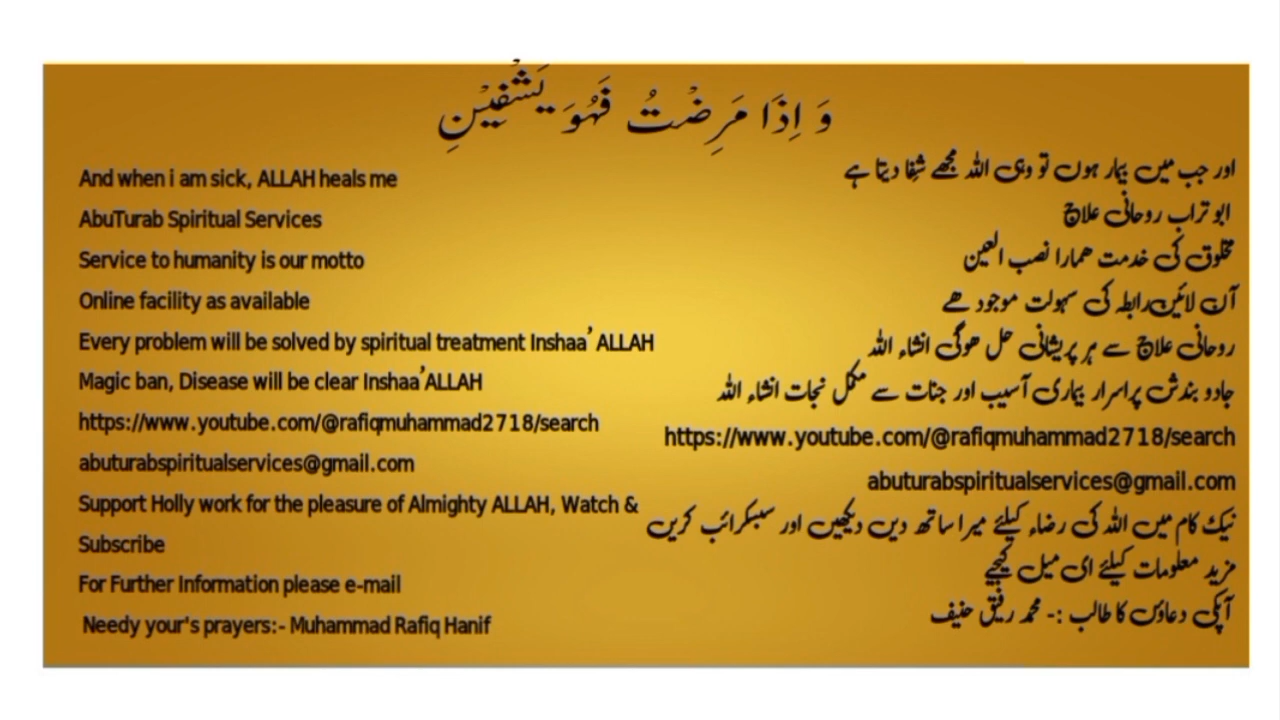 وَ اِذَا مَرِضْتُ فَهُوَ يَشْفِيْنِ
And when i am sick, ALLAH heals me
AbuTurab Spiritual Services
Service to humanity is our motto
Online facility as available
Every problem will be solved by spiritual treatment Inshaa’ ALLAH
Magic ban, Disease will be clear Inshaa’ALLAH
https://www.youtube.com/@rafiqmuhammad2718/search
abuturabspiritualservices@gmail.com
Support Holly work for the pleasure of Almighty ALLAH, Watch &
Subscribe
For Further Information please e-mail
Needy your's prayers:- Muhammad Rafiq Hanif
اور جب میں بیمار ہوں تو وہی اللہ مجھے شِفا دیتا ہے
ابو تراب روحانی علاج
مخلوق کی خدمت ھمارا نصب العین
آن لائین رابطہ کی سہولت موجود ھے
روحانی علاج سے ہر پریشانی حل ھوگی انشاء اللہ
جادو بندش پراسرار بیماری آسیب اور جنات سے مکمل نجات انشاء اللہ
https://www.youtube.com/@rafiqmuhammad2718/search
abuturabspiritualservices@gmail.com
نیک کام میں اللہ کی رضاء کیلئے میرا ساتھ دیں دیکھیں اور سبسکرائب کریں
مزید معلومات کیلئے ای میل کیجیے
آپکی دعاؤں کا طالب :- محمد رفیق حنیف